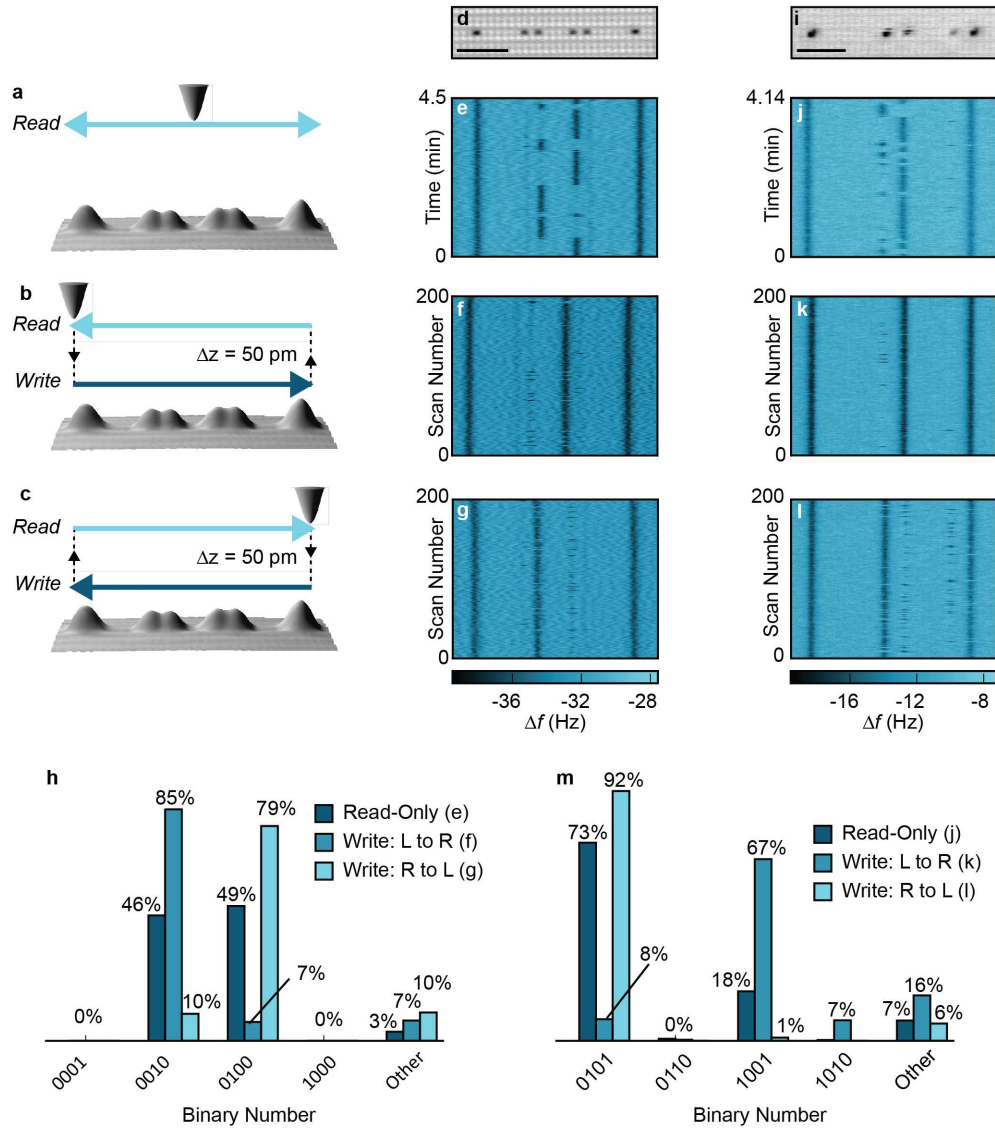 a
Read
b
Read
Δz = 50 pm
Write
c
Read
Δz = 50 pm
Write
d
e
4.5
Time (min)
0
f
200
Scan Number
0
g
200
Scan Number
0
-36 -32 -28
Δf (Hz)
i
j
4.14
Time (min)
0
k
200
Scan Number
0
l
200
Scan Number
0
-16 -12 -8
Δf (Hz)
h
85%
79%
46%
49%
7%
10%
10%
7%
3%
0%
0%
Read-Only (e)
Write: L to R (f)
Write: R to L (g)
0001 0010 0100 1000 Other
Binary Number
m
92%
73%
67%
8%
18%
16%
7%
7%
6%
1%
0%
Read-Only (j)
Write: L to R (k)
Write: R to L (l)
0101 0110 1001 1010 Other
Binary Number